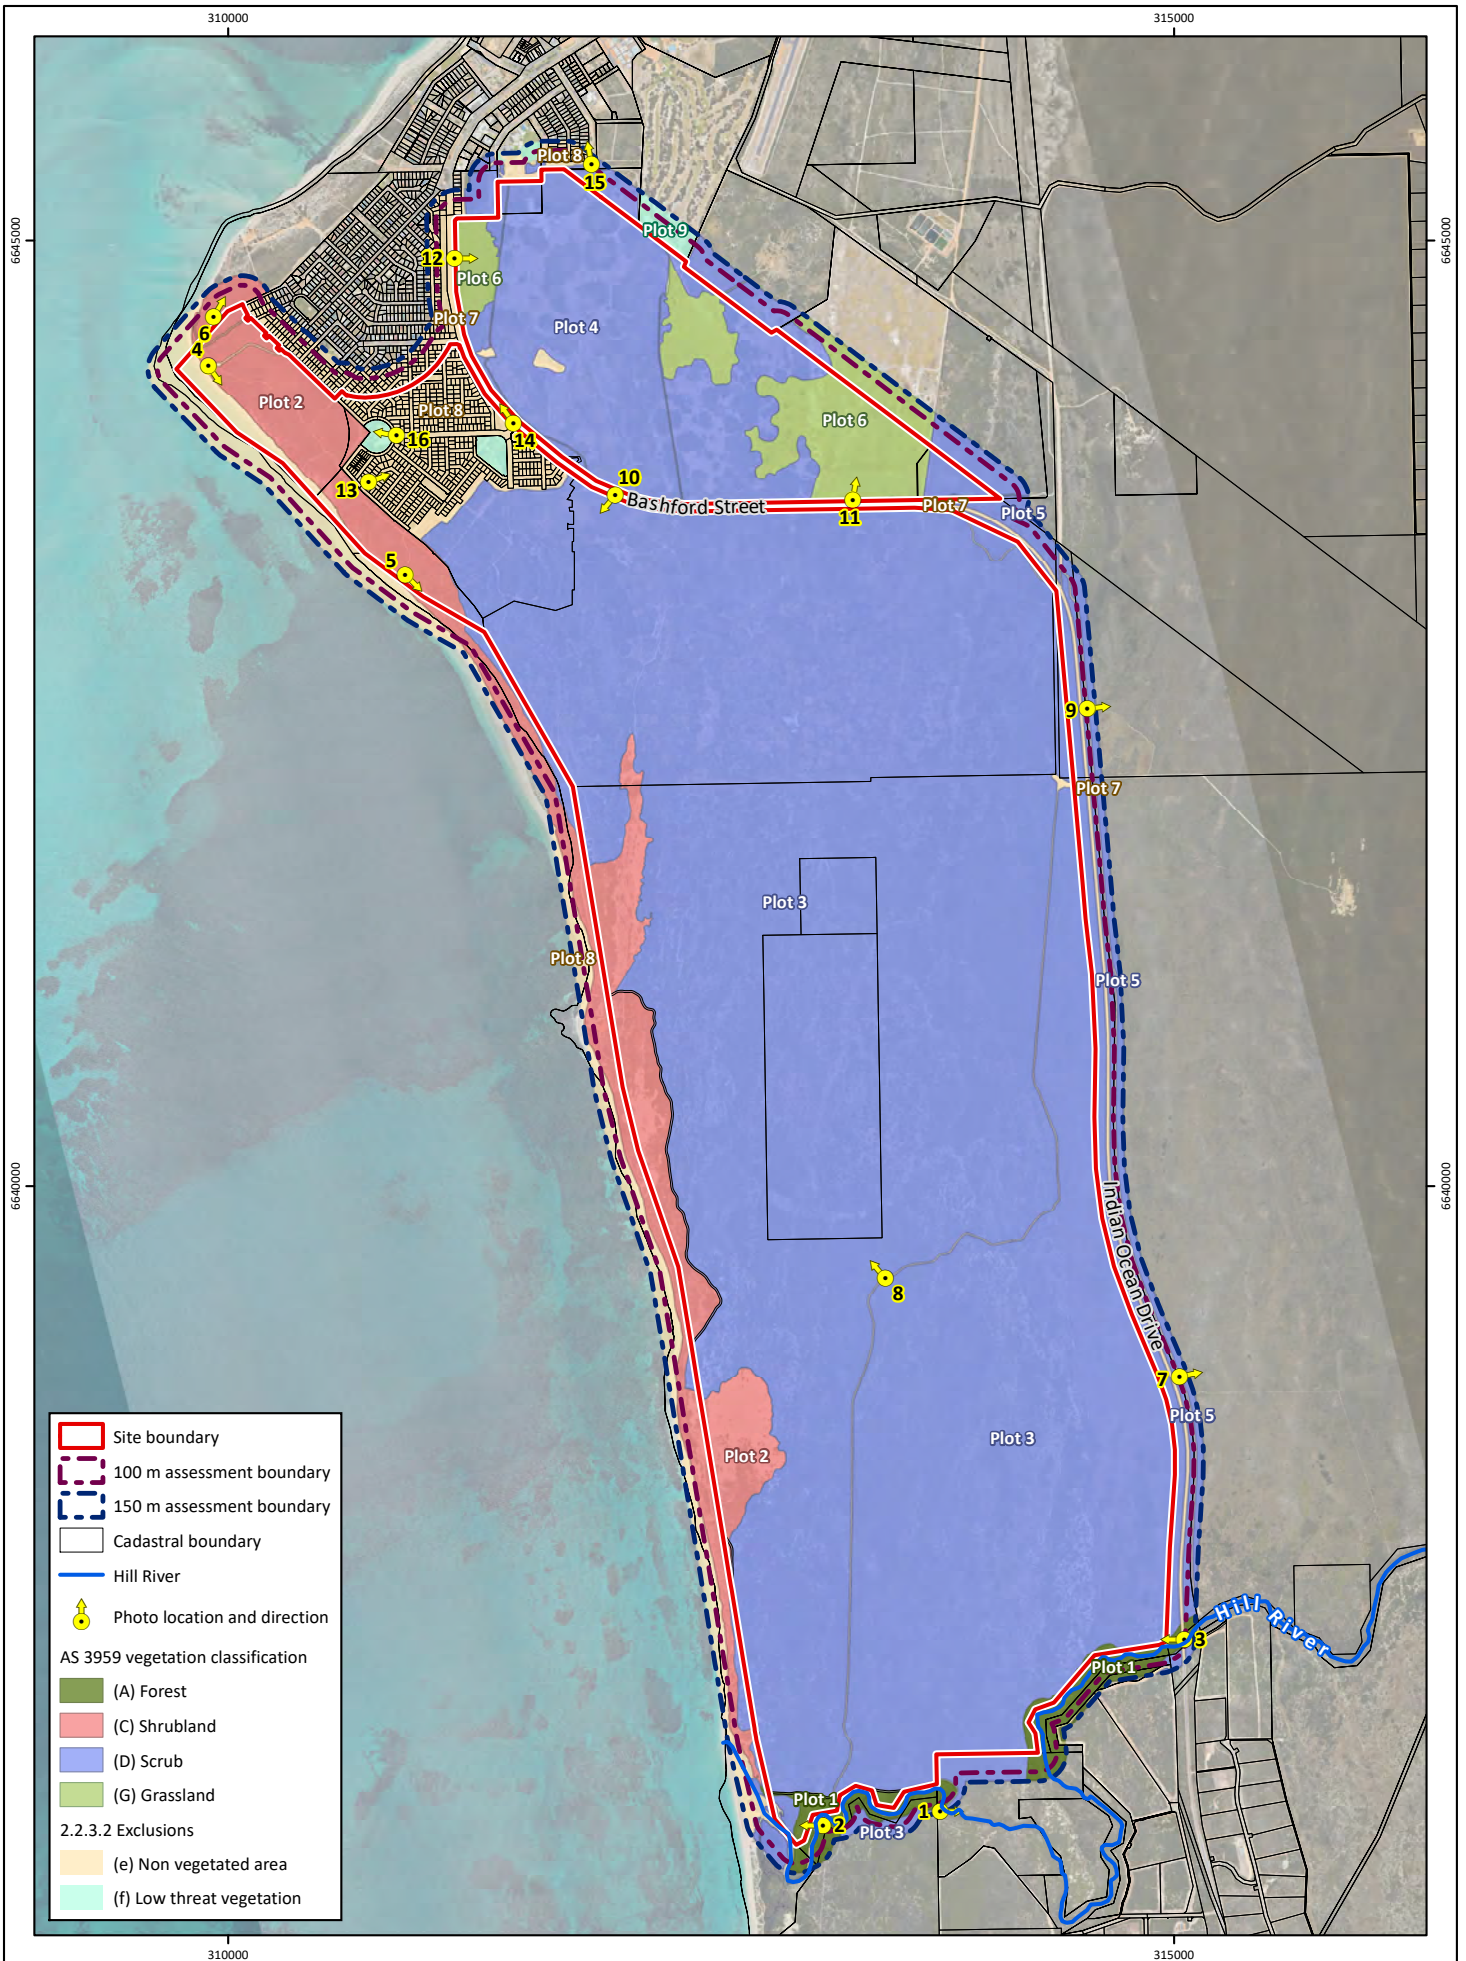 310000
315000
Plot 8
15
6645000
6645000
Plot 9
12
Plot 6
6
Plot 7
Plot 4
4
Plot 2
Plot 8
Plot 6
16
14
13
10
Bashford Street
11
Plot 7
Plot 5
5
9
Plot 7
Plot 3
Plot 8
Plot 5
6640000
6640000
Indian Ocean Drive
8
7
Plot 5
Plot 3
Plot 2
Hill River
3
Plot 1
Plot 1
1
2
Plot 3
Site boundary
100 m assessment boundary
150 m assessment boundary
Cadastral boundary
Hill River
Photo location and direction
AS 3959 vegetation classification
(A) Forest
(C) Shrubland
(D) Scrub
(G) Grassland
2.2.3.2 Exclusions
(e) Non vegetated area
(f) Low threat vegetation
310000
315000